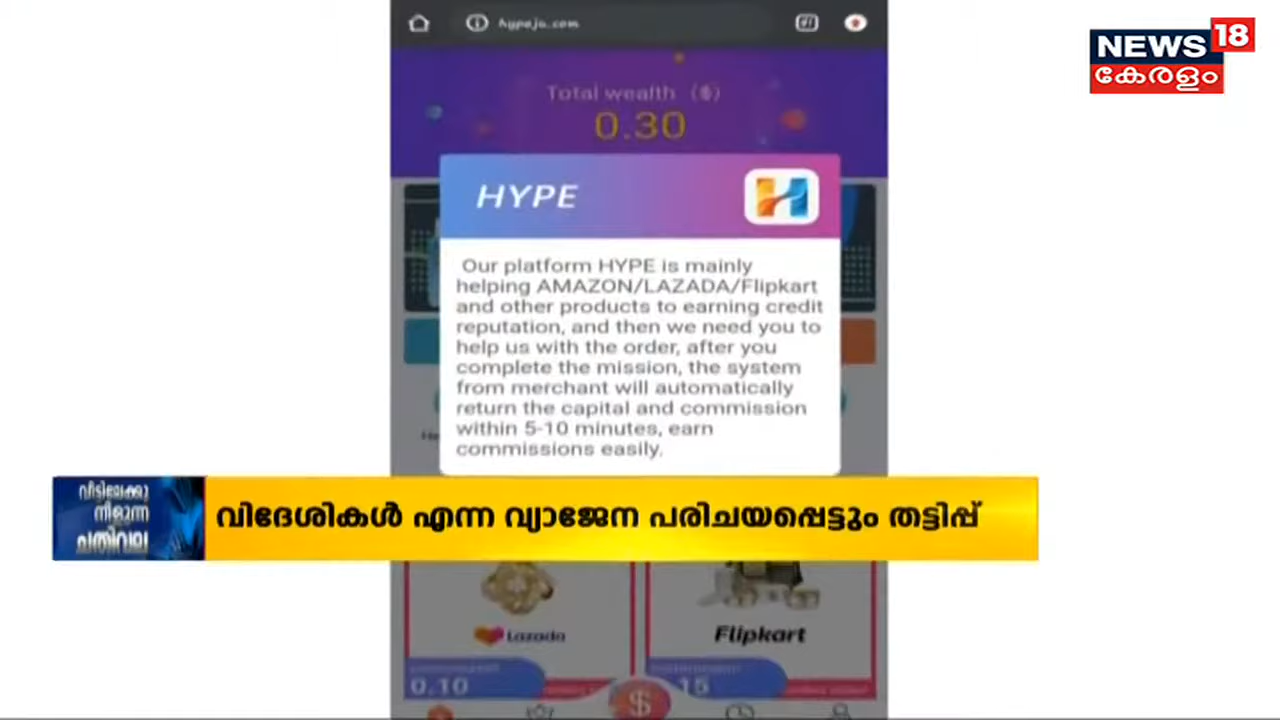 NEWS 18
കേരളം
Total wealth ($)
0.30
HYPE
Our platform HYPE is mainly
helping AMAZON/LAZADA/Flipkart
and other products to earning credit
reputation, and then we need you to
help us with the order, after you
complete the mission, the system
from merchant will automatically
return the capital and commission
within 5-10 minutes, earn
commissions easily.
വീട്ടിലേക്കു
നീളുന്ന
ചതിവല
വിദേശികൾ എന്ന വ്യാജേന പരിചയപ്പെട്ടും തട്ടിപ്പ്
Lazada
Flipkart
0.10
15